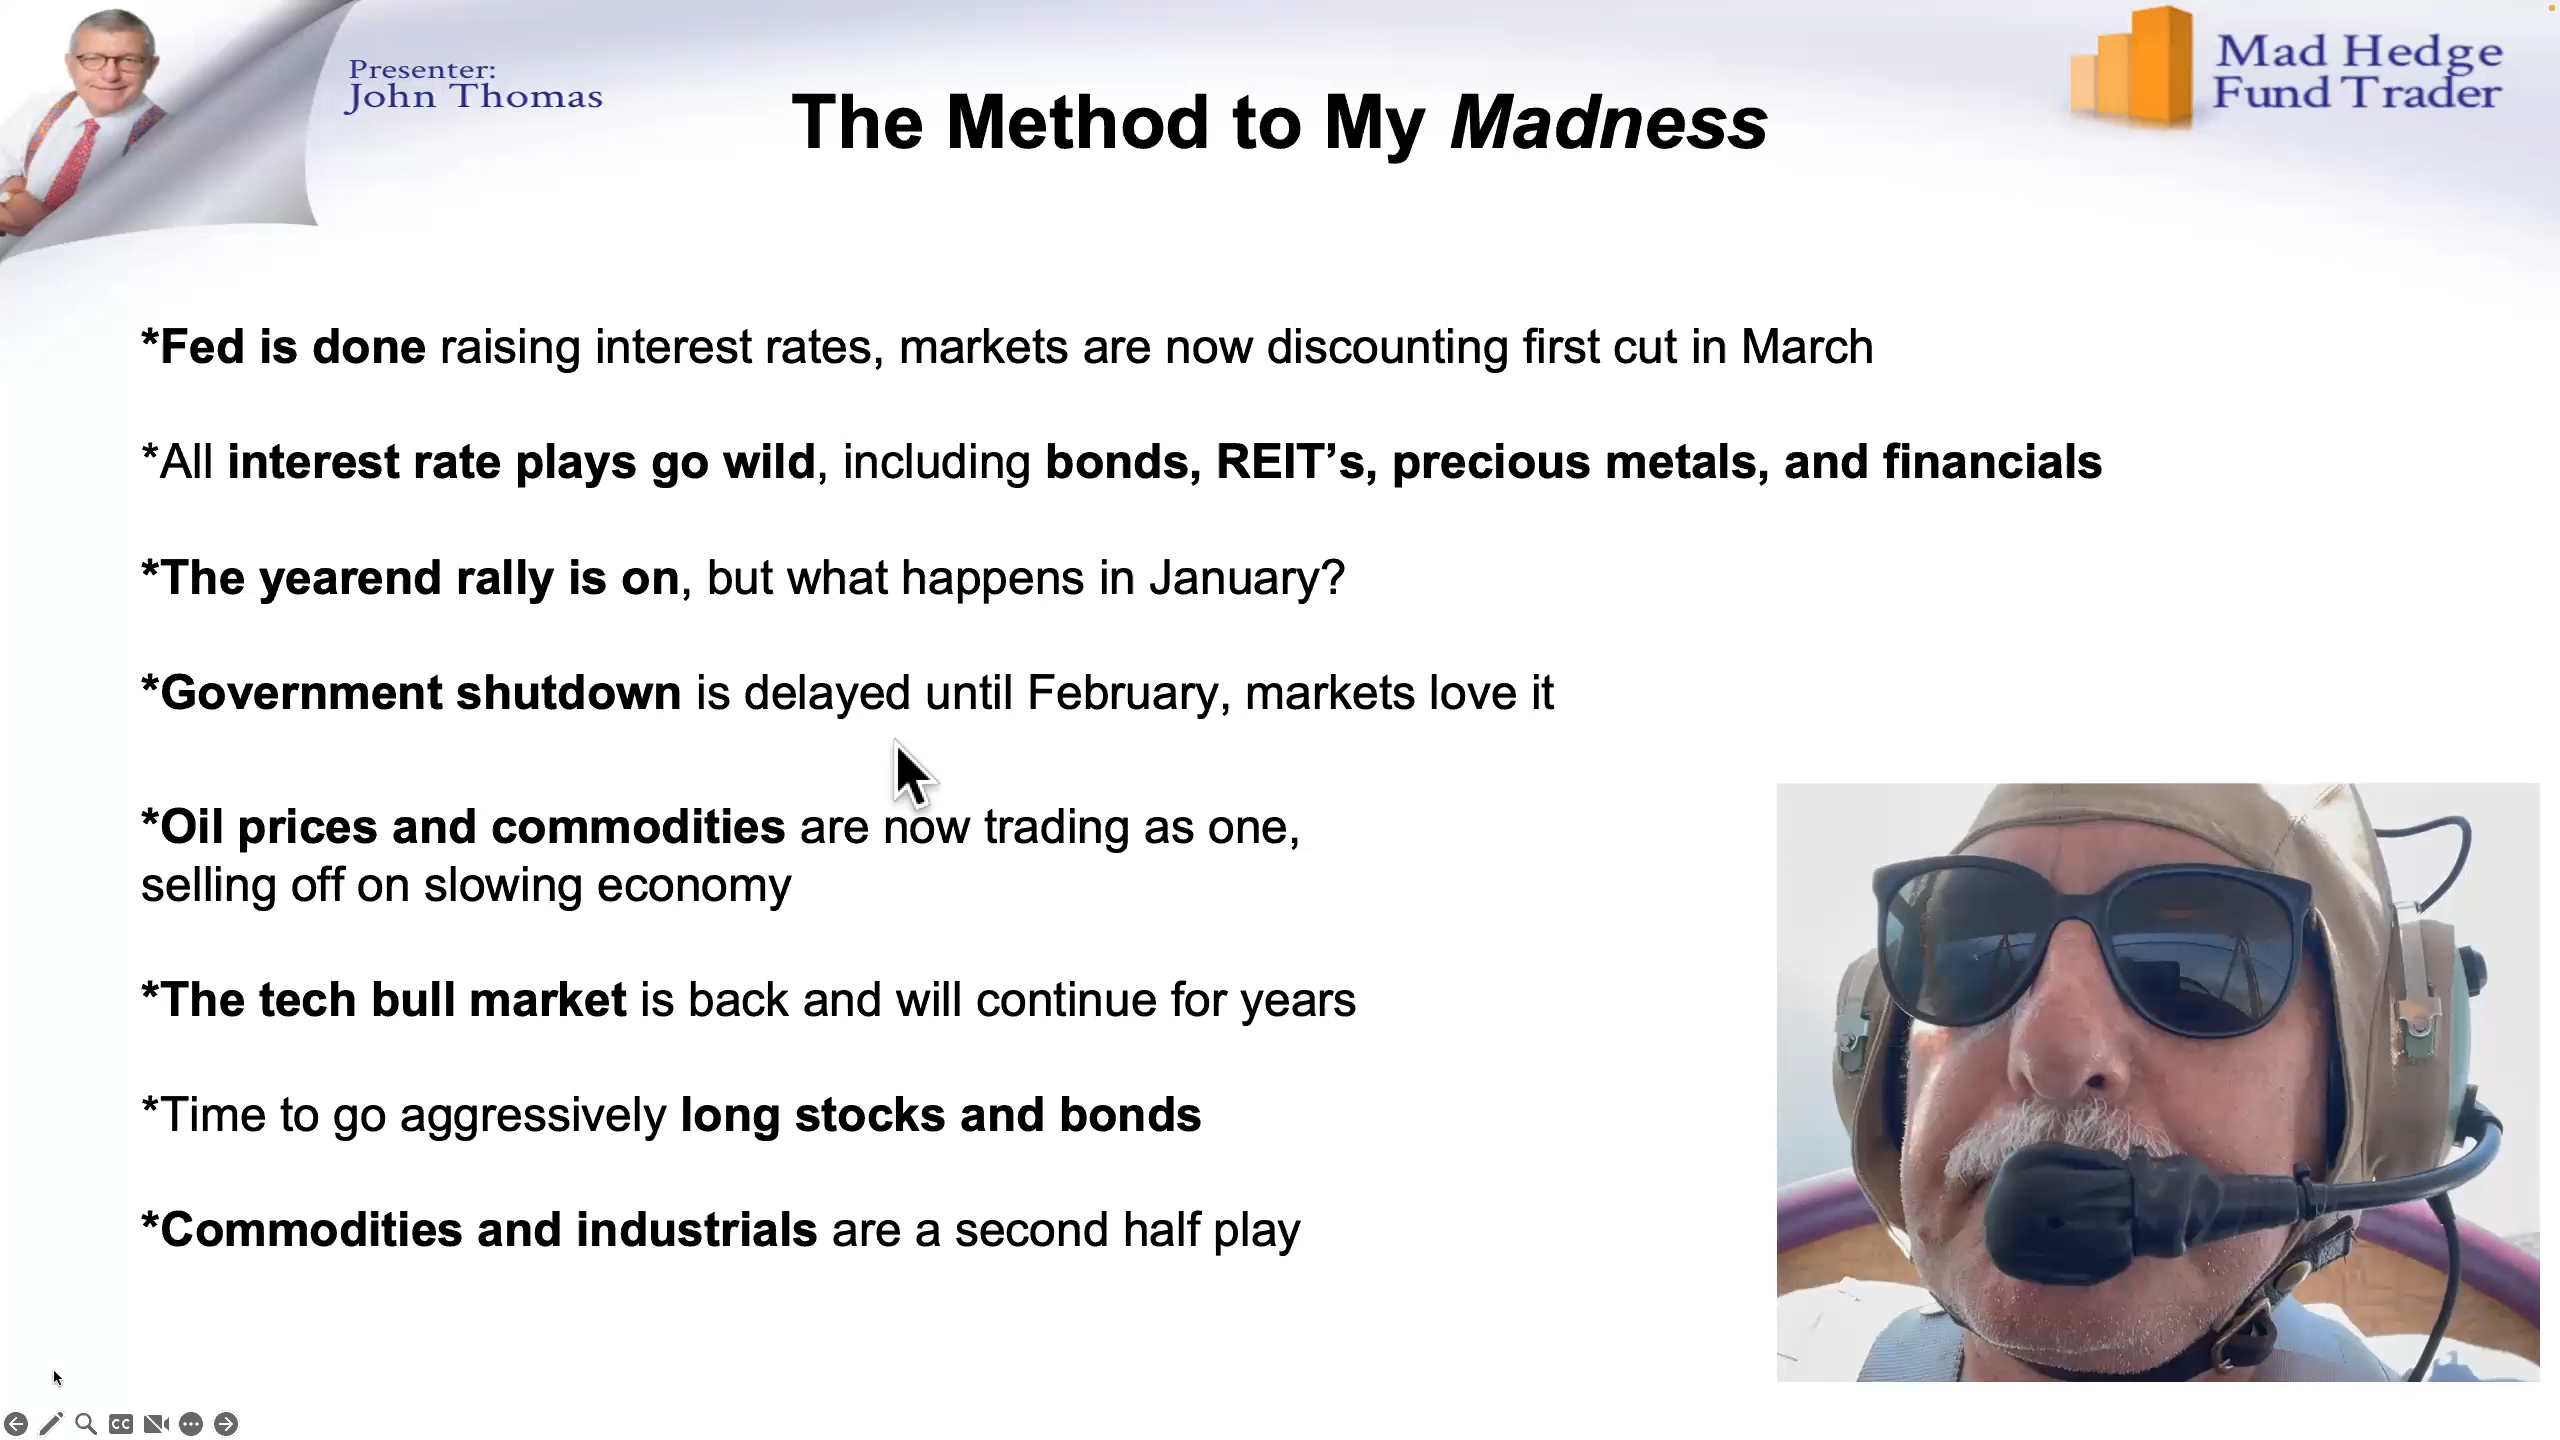 Presenter:
John Thomas
The Method to My Madness
Mad Hedge
Fund Trader
*Fed is done raising interest rates, markets are now discounting first cut in March
*All interest rate plays go wild, including bonds, REIT’s, precious metals, and financials
*The yearend rally is on, but what happens in January?
*Government shutdown is delayed until February, markets love it
*Oil prices and commodities are now trading as one,
selling off on slowing economy
*The tech bull market is back and will continue for years
*Time to go aggressively long stocks and bonds
*Commodities and industrials are a second half play
CC